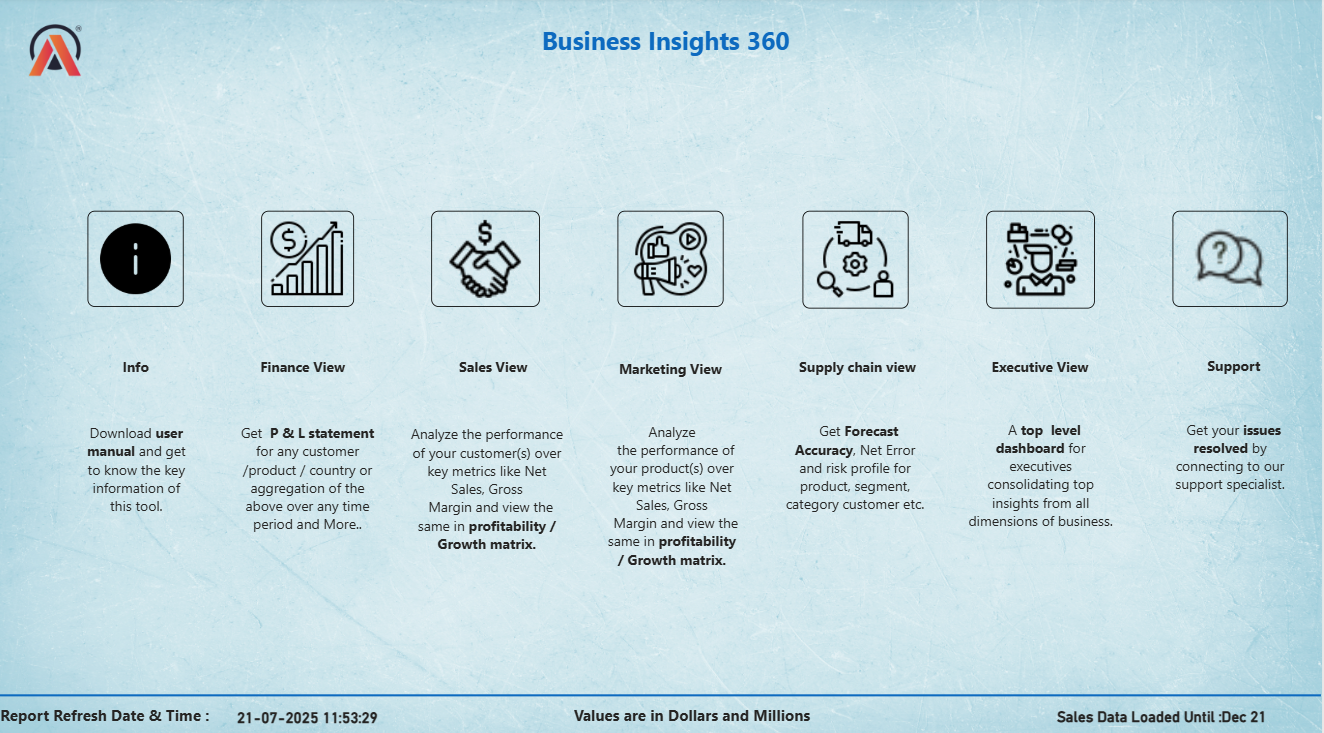 Business Insights 360
Info
Download user
manual and get
to know the key
information of
this tool.
Finance View
Get  P & L statement
for any customer
/product / country or
aggregation of the
above over any time
period and More..
Sales View
Analyze the performance
of your customer(s) over
key metrics like Net
Sales, Gross
Margin and view the
same in profitability /
Growth matrix.
Marketing View
Analyze
the performance of
your product(s) over
key metrics like Net
Sales, Gross
Margin and view the
same in profitability
/ Growth matrix.
Supply chain view
Get Forecast
Accuracy, Net Error
and risk profile for
product, segment,
category customer etc.
Executive View
A top  level
dashboard for
executives
consolidating top
insights from all
dimensions of business.
Support
Get your issues
resolved by
connecting to our
support specialist.
Report Refresh Date & Time : 21-07-2025 11:53:29
Values are in Dollars and Millions
Sales Data Loaded Until :Dec 21